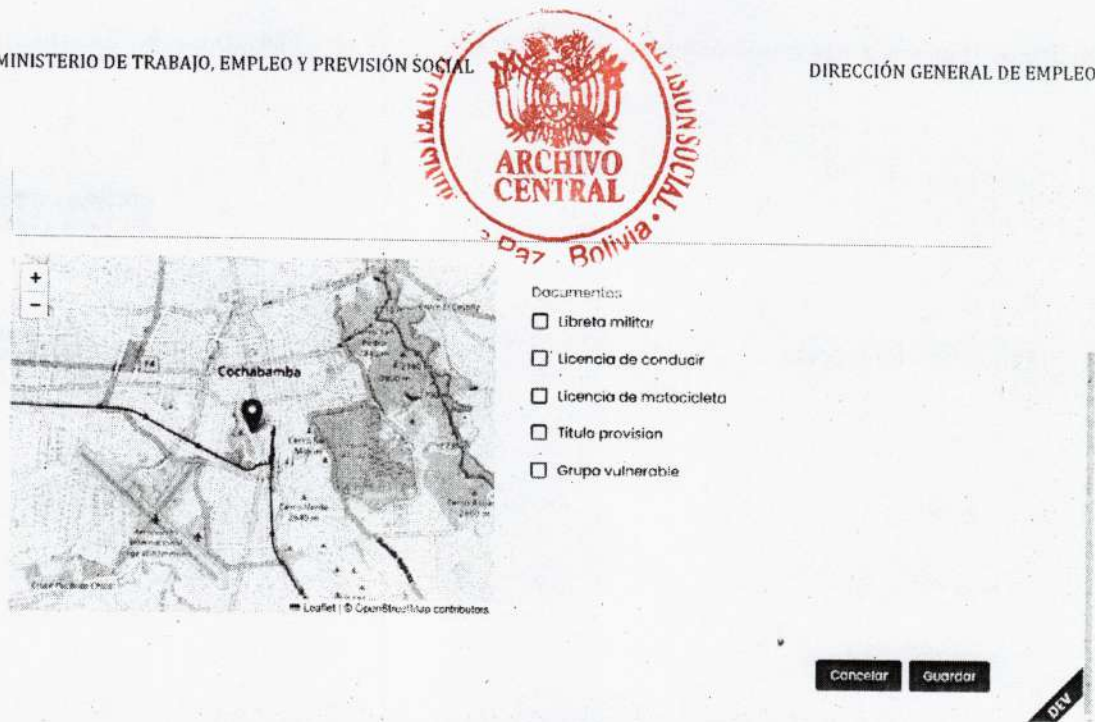 MINISTERIO DE TRABAJO, EMPLEO Y PREVISIÓN SOCIAL
DIRECCIÓN GENERAL DE EMPLEO
ARCHIVO
CENTRAL
Bolivia
+
−
Cochabamba
Leaflet | © OpenStreetMap contributors
Documentos
Libreta militar
Licencia de conducir
Licencia de motocicleta
Titulo provision
Grupo vulnerable
Cancelar
Guardar
DEV